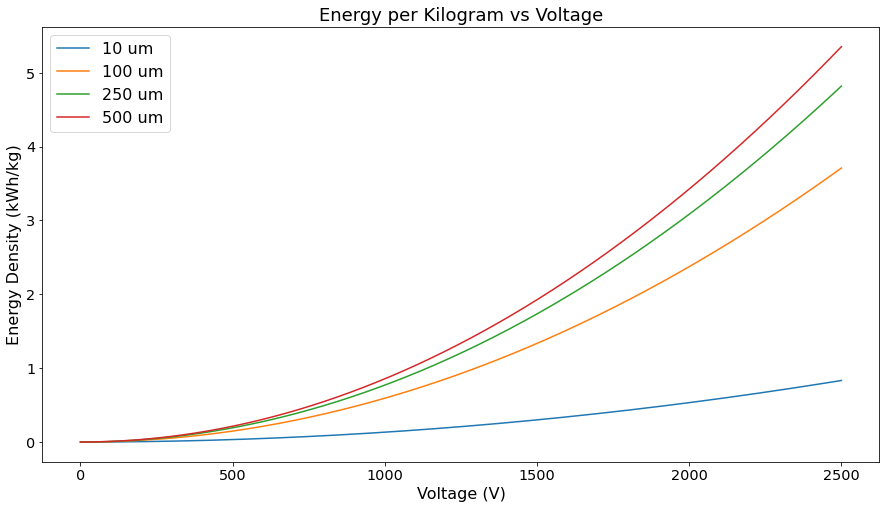 Energy per Kilogram vs Voltage
10 um
100 um
250 um
500 um
Energy Density (kWh/kg)
5
4
3
2
1
0
0 500 1000 1500 2000 2500
Voltage (V)